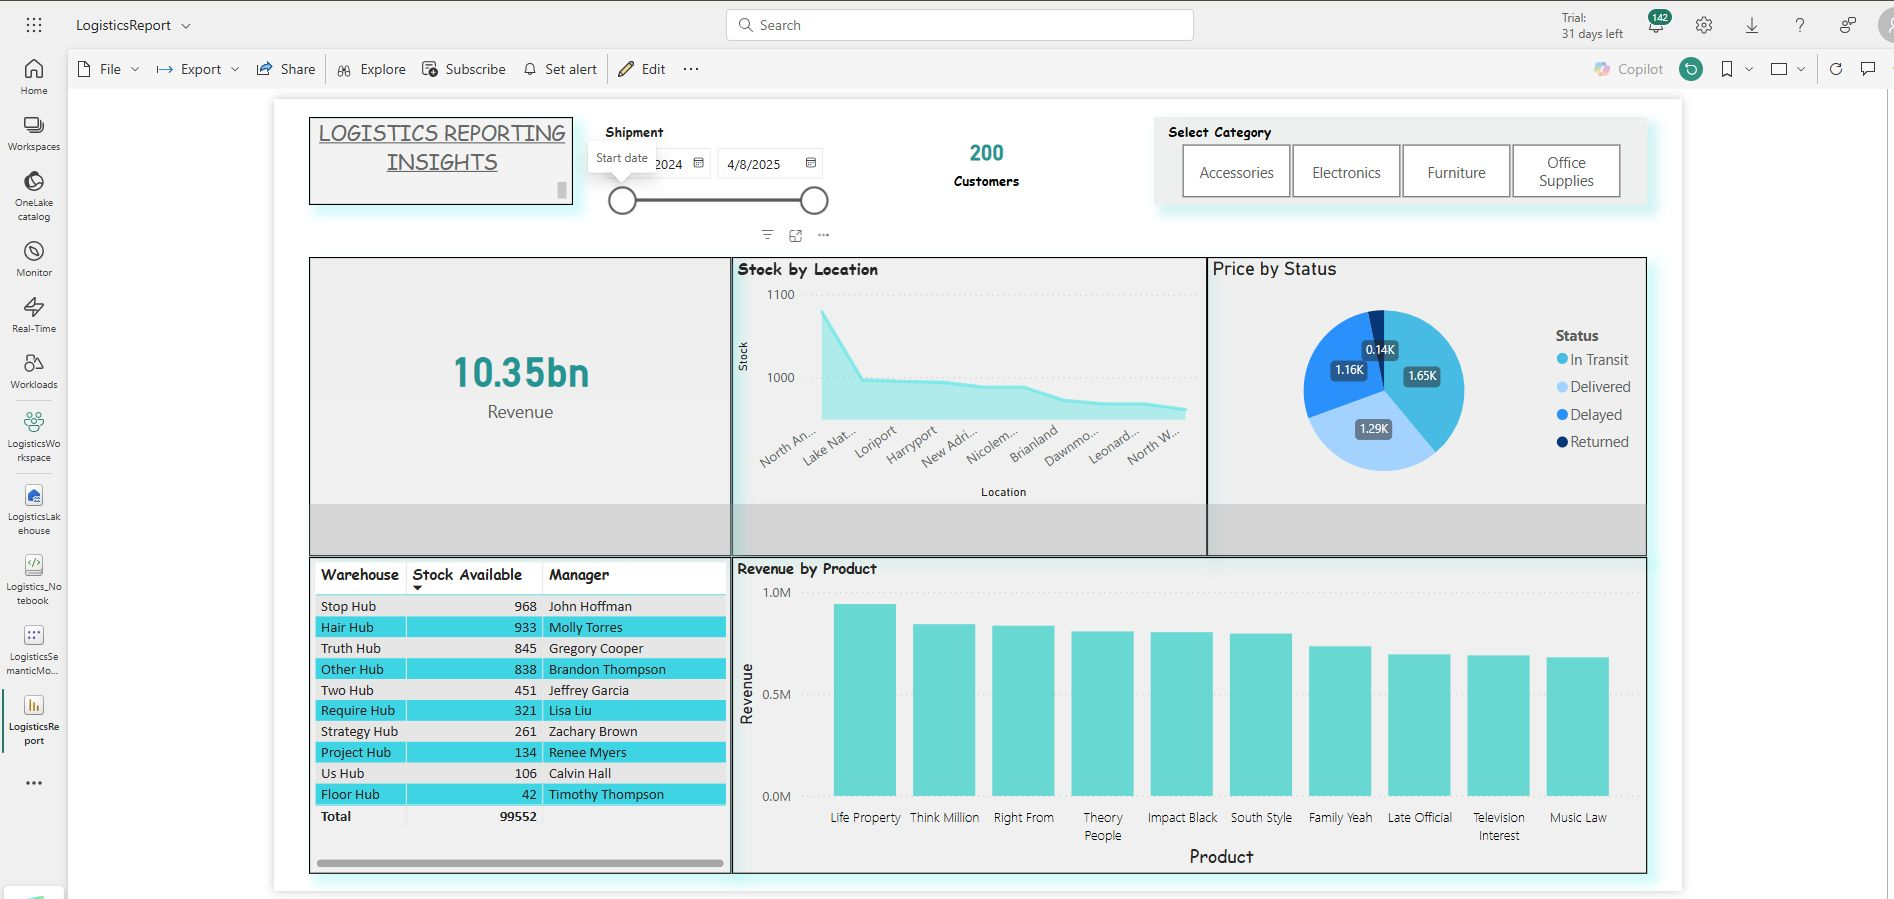 LogisticsReport
Search
Trial:
31 days left
142
File
Export
Share
Explore
Subscribe
Set alert
Edit
Copilot
Home
Workspaces
OneLake
catalog
Monitor
Real-Time
Workloads
LogisticsWo
rkspace
LogisticsLak
ehouse
Logistics_No
tebook
LogisticsSe
manticMo...
LogisticsRe
port
LOGISTICS REPORTING
INSIGHTS
Shipment
Start date
2024
4/8/2025
200
Customers
Select Category
Accessories
Electronics
Furniture
Office
Supplies
10.35bn
Revenue
Stock by Location
1100
1000
Stock
North An...
Lake Nat...
Loriport
Harryport
New Adri...
Nicolem...
Brianland
Dawnmo...
Leonard...
North W...
Location
Price by Status
0.14K
1.16K
1.65K
1.29K
Status
In Transit
Delivered
Delayed
Returned
Warehouse Stock Available Manager
Stop Hub 968 John Hoffman
Hair Hub 933 Molly Torres
Truth Hub 845 Gregory Cooper
Other Hub 838 Brandon Thompson
Two Hub 451 Jeffrey Garcia
Require Hub 321 Lisa Liu
Strategy Hub 261 Zachary Brown
Project Hub 134 Renee Myers
Us Hub 106 Calvin Hall
Floor Hub 42 Timothy Thompson
Total 99552
Revenue by Product
1.0M
0.5M
0.0M
Revenue
Life Property
Think Million
Right From
Theory
People
Impact Black
South Style
Family Yeah
Late Official
Television
Interest
Music Law
Product